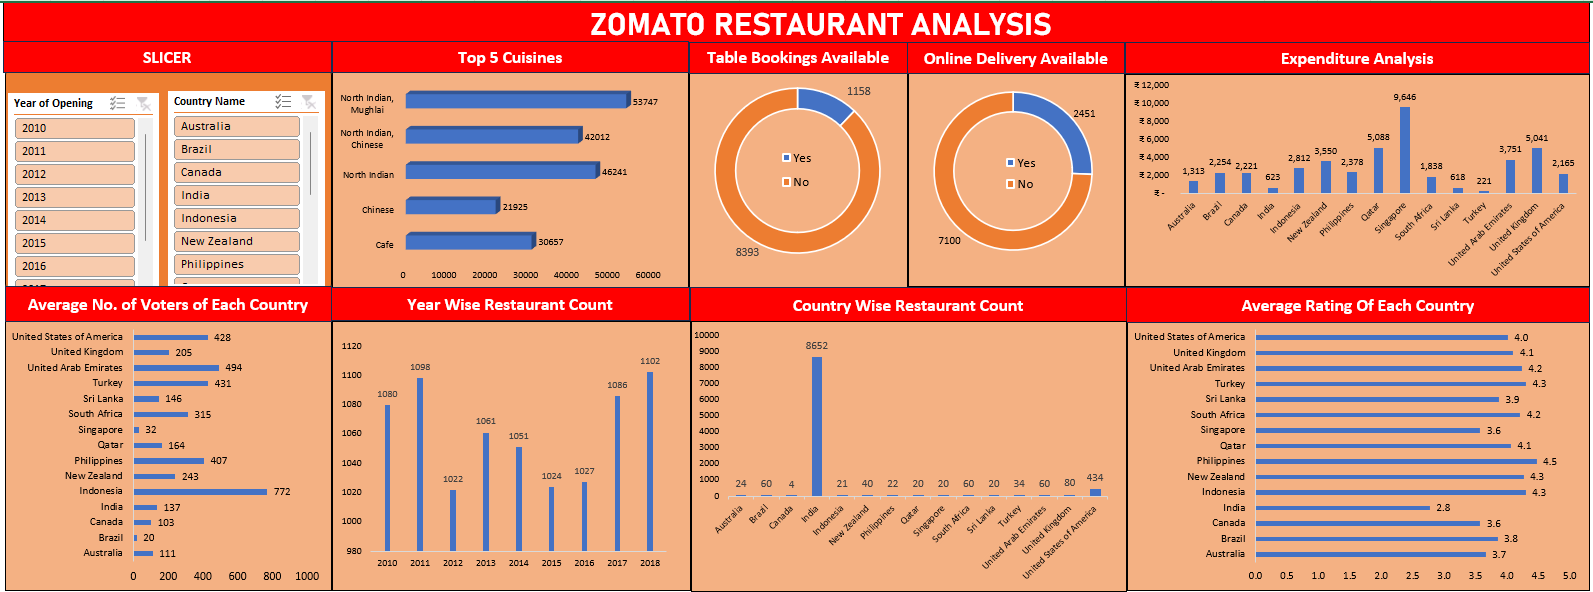 ZOMATO RESTAURANT ANALYSIS
SLICER
Year of Opening
2010
2011
2012
2013
2014
2015
2016
Country Name
Australia
Brazil
Canada
India
Indonesia
New Zealand
Philippines
Top 5 Cuisines
North Indian,
Mughlai
53747
North Indian,
Chinese
42012
North Indian
46241
Chinese
21925
Cafe
30657
0 10000 20000 30000 40000 50000 60000
Table Bookings Available
1158
Yes
No
8393
Online Delivery Available
2451
Yes
No
7100
Expenditure Analysis
₹ 12,000
₹ 10,000
₹ 8,000
₹ 6,000
₹ 4,000
₹ 2,000
₹ -
1,313 2,254 2,221 623 2,812 3,550 2,378 5,088 9,646 1,838 618 221 3,751 5,041 2,165
Australia
Brazil
Canada
India
Indonesia
New Zealand
Philippines
Qatar
Singapore
South Africa
Sri Lanka
Turkey
United Arab Emirates
United Kingdom
United States of America
Average No. of Voters of Each Country
United States of America 428
United Kingdom 205
United Arab Emirates 494
Turkey 431
Sri Lanka 146
South Africa 315
Singapore 32
Qatar 164
Philippines 407
New Zealand 243
Indonesia 772
India 137
Canada 103
Brazil 20
Australia 111
0 200 400 600 800 1000
Year Wise Restaurant Count
1120
1100
1080
1060
1040
1020
1000
980
1080 1098 1022 1061 1051 1024 1027 1086 1102
2010 2011 2012 2013 2014 2015 2016 2017 2018
Country Wise Restaurant Count
10000
9000
8000
7000
6000
5000
4000
3000
2000
1000
0
24 60 4 8652 21 40 22 20 20 60 20 34 60 80 434
Australia
Brazil
Canada
India
Indonesia
New Zealand
Philippines
Qatar
Singapore
South Africa
Sri Lanka
Turkey
United Arab Emirates
United Kingdom
United States of America
Average Rating Of Each Country
United States of America 4.0
United Kingdom 4.1
United Arab Emirates 4.2
Turkey 4.3
Sri Lanka 3.9
South Africa 4.2
Singapore 3.6
Qatar 4.1
Philippines 4.5
New Zealand 4.3
Indonesia 4.3
India 2.8
Canada 3.6
Brazil 3.8
Australia 3.7
0.0 0.5 1.0 1.5 2.0 2.5 3.0 3.5 4.0 4.5 5.0